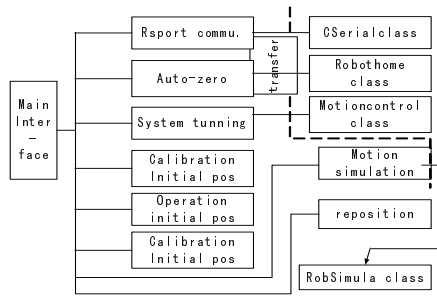 Main
Inter
-
face
Rsport commu.
Auto-zero
System tunning
Calibration
Initial pos
Operation
initial pos
Calibration
Initial pos
transfer
CSerialclass
Robothome
class
Motioncontrol
class
Motion
simulation
reposition
RobSimula class